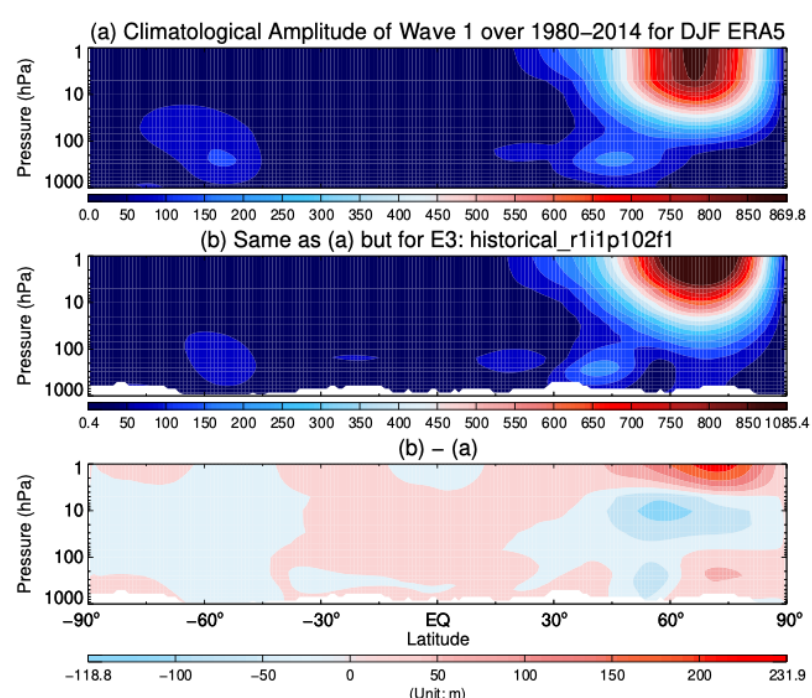 (a) Climatological Amplitude of Wave 1 over 1980−2014 for DJF ERA5
Pressure (hPa)
1
10
100
1000
0.0 50 100 150 200 250 300 350 400 450 500 550 600 650 700 750 800 850 869.8
(b) Same as (a) but for E3: historical_r1i1p102f1
Pressure (hPa)
1
10
100
1000
0.4 50 100 150 200 250 300 350 400 450 500 550 600 650 700 750 800 850 1085.4
(b) − (a)
Pressure (hPa)
1
10
100
1000
−90° −60° −30° EQ 30° 60° 90°
Latitude
−118.8 −100 −50 0 50 100 150 200 231.9
(Unit: m)